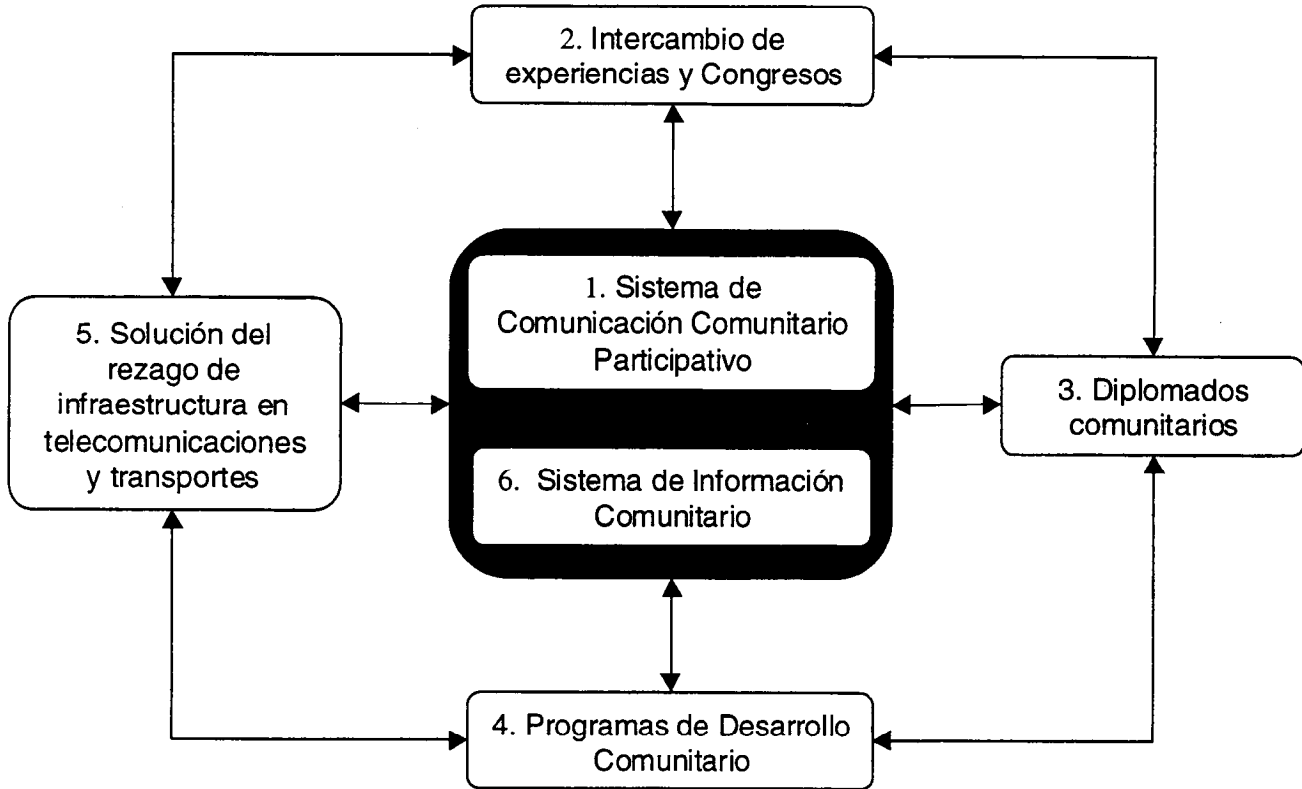 2. Intercambio de
experiencias y Congresos
1. Sistema de
Comunicación Comunitario
Participativo
5. Solución del
rezago de
infraestructura en
telecomunicaciones
y transportes
3. Diplomados
comunitarios
6. Sistema de Información
Comunitario
4. Programas de Desarrollo
Comunitario